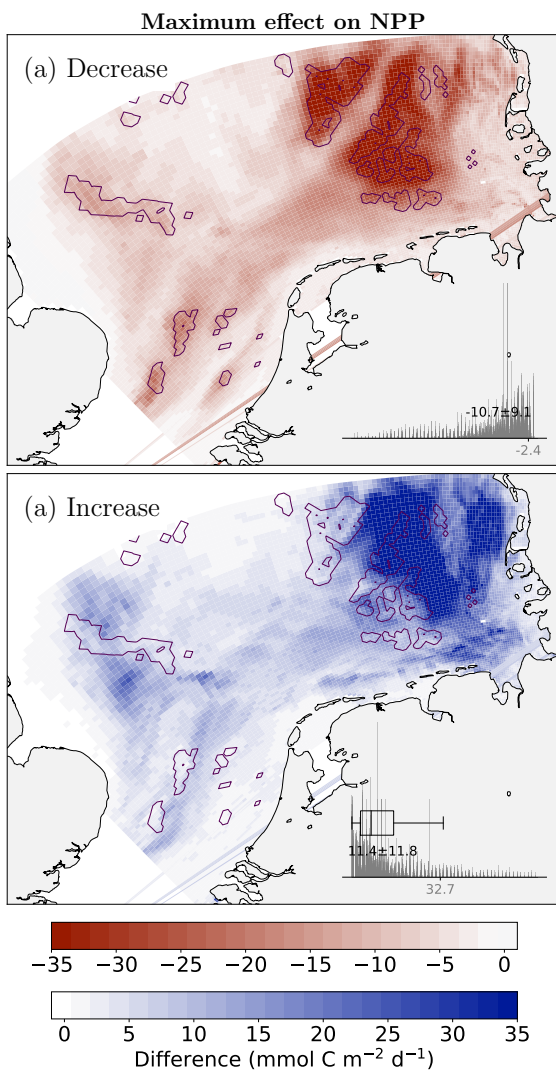 Maximum effect on NPP
(a) Decrease
-10.7±9.1
-2.4
(a) Increase
11.4±11.8
32.7
−35 −30 −25 −20 −15 −10 −5 0
0 5 10 15 20 25 30 35
Difference (mmol C m⁻² d⁻¹)